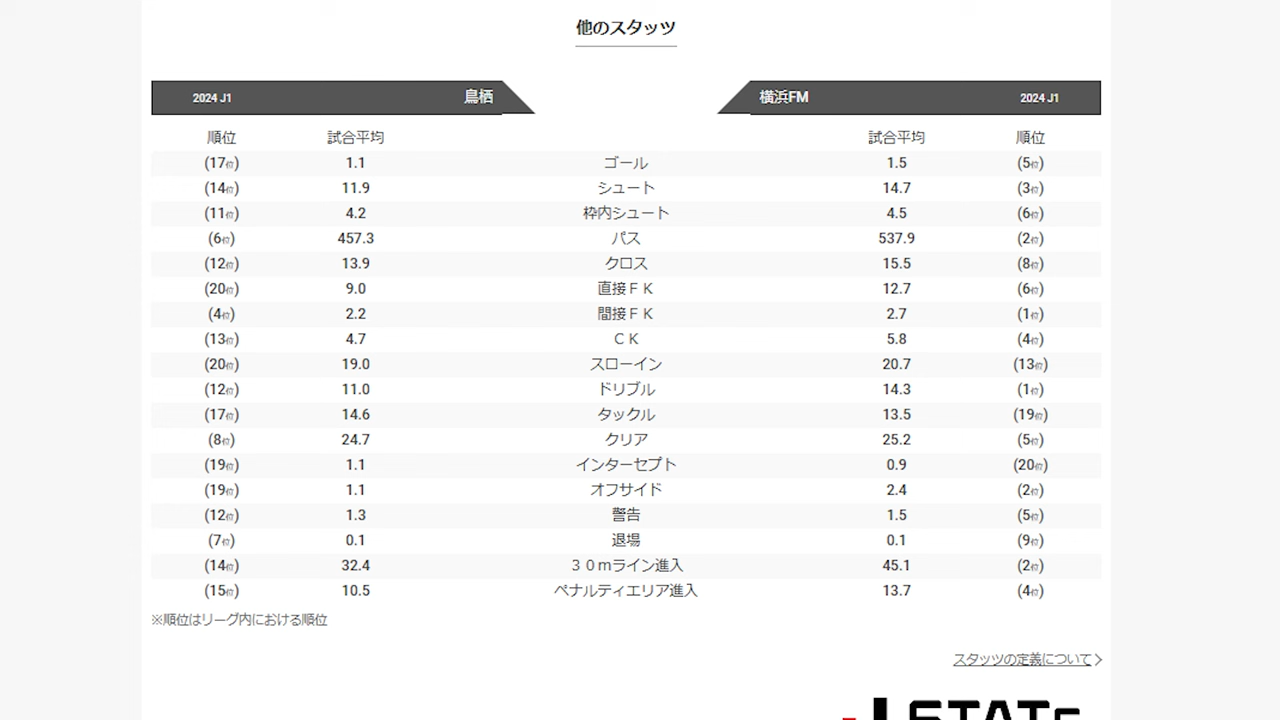 他のスタッツ
2024 J1 鳥栖 横浜FM 2024 J1
順位 試合平均 試合平均 順位
(17位) 1.1 ゴール 1.5 (5位)
(14位) 11.9 シュート 14.7 (3位)
(11位) 4.2 枠内シュート 4.5 (6位)
(6位) 457.3 パス 537.9 (2位)
(12位) 13.9 クロス 15.5 (8位)
(20位) 9.0 直接ＦＫ 12.7 (6位)
(4位) 2.2 間接ＦＫ 2.7 (1位)
(13位) 4.7 ＣＫ 5.8 (4位)
(20位) 19.0 スローイン 20.7 (13位)
(12位) 11.0 ドリブル 14.3 (1位)
(17位) 14.6 タックル 13.5 (19位)
(8位) 24.7 クリア 25.2 (5位)
(19位) 1.1 インターセプト 0.9 (20位)
(19位) 1.1 オフサイド 2.4 (2位)
(12位) 1.3 警告 1.5 (5位)
(7位) 0.1 退場 0.1 (9位)
(14位) 32.4 ３０ｍライン進入 45.1 (2位)
(15位) 10.5 ペナルティエリア進入 13.7 (4位)
※順位はリーグ内における順位
スタッツの定義について
J STATS